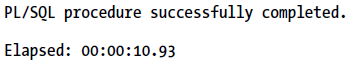 PL/SQL procedure successfully completed.
Elapsed: 00:00:10.93